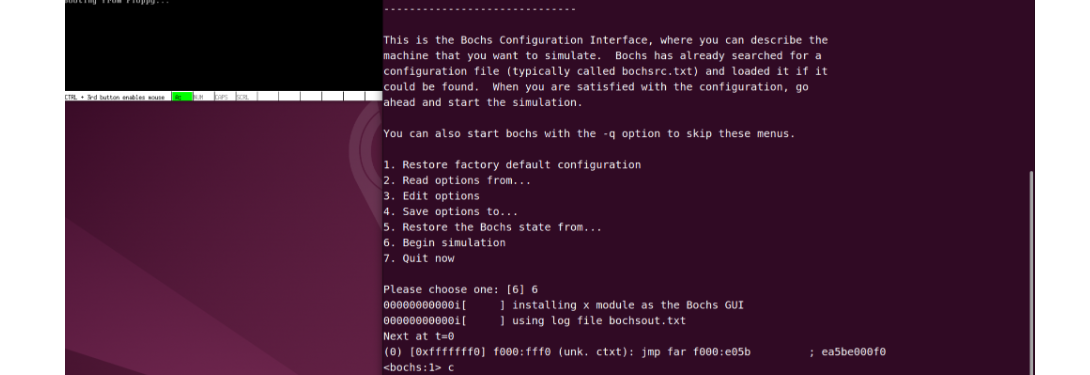 Booting from Floppy...
CTRL + 3rd button enables mouse A: NUM CAPS SCRL
-----------------------------
This is the Bochs Configuration Interface, where you can describe the
machine that you want to simulate.  Bochs has already searched for a
configuration file (typically called bochsrc.txt) and loaded it if it
could be found.  When you are satisfied with the configuration, go
ahead and start the simulation.
You can also start bochs with the -q option to skip these menus.
1. Restore factory default configuration
2. Read options from...
3. Edit options
4. Save options to...
5. Restore the Bochs state from...
6. Begin simulation
7. Quit now
Please choose one: [6] 6
00000000000i[     ] installing x module as the Bochs GUI
00000000000i[     ] using log file bochsout.txt
Next at t=0
(0) [0xfffffff0] f000:fff0 (unk. ctxt): jmp far f000:e05b         ; ea5be000f0
<bochs:1> c